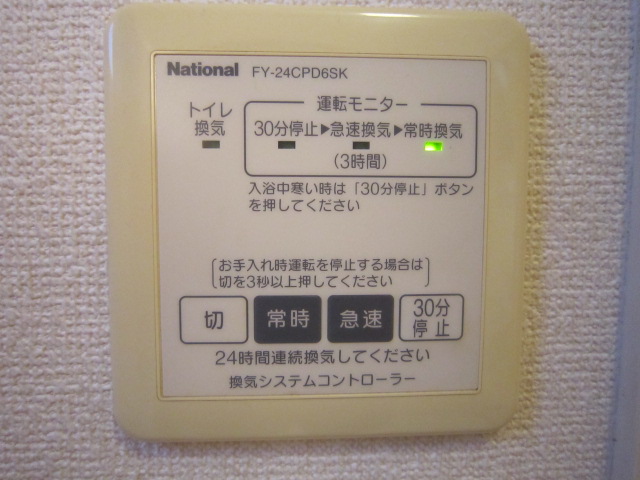 National FY-24CPD6SK
運転モニター
トイレ
換気
30分停止▶急速換気▶常時換気
(3時間)
入浴中寒い時は「30分停止」ボタン
を押してください
お手入れ時運転を停止する場合は
切を3秒以上押してください
切 常時 急速 30分
停止
24時間連続換気してください
換気システムコントローラー